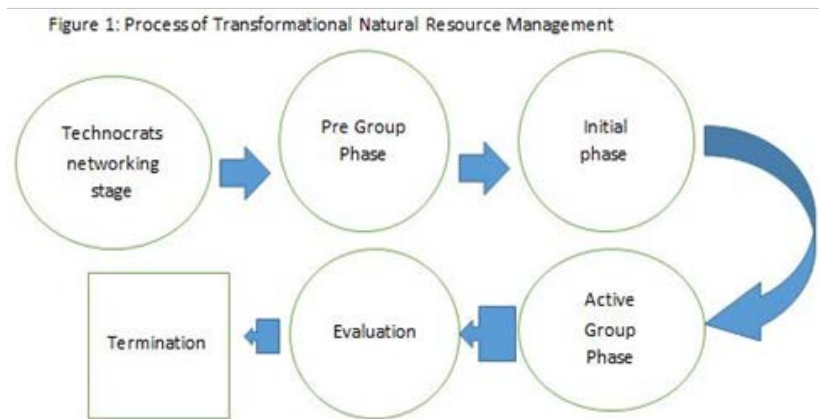 Figure 1: Process of Transformational Natural Resource Management
Technocrats
networking
stage
Pre Group
Phase
Initial
phase
Active
Group
Phase
Evaluation
Termination